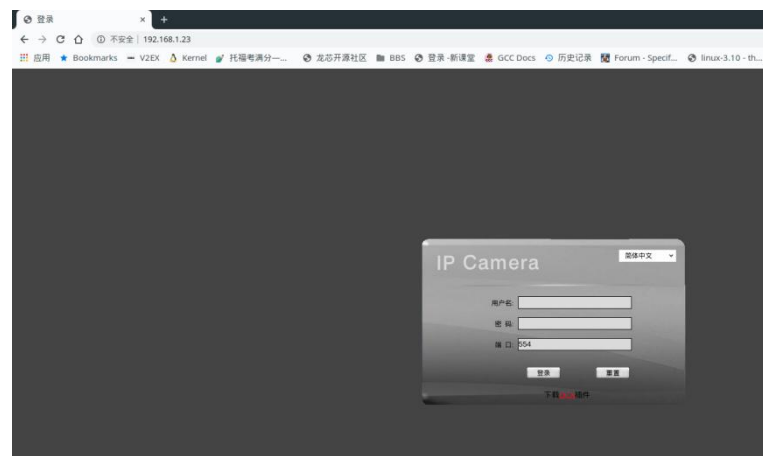 登录
不安全 | 192.168.1.23
应用 Bookmarks V2EX Kernel 托福考满分一... 龙芯开源社区 BBS 登录 -新课堂 GCC Docs 历史记录 Forum - Specif... linux-3.10 - th...
IP Camera
简体中文
用户名:
密 码:
端 口: 554
登录 重置
下载 插件